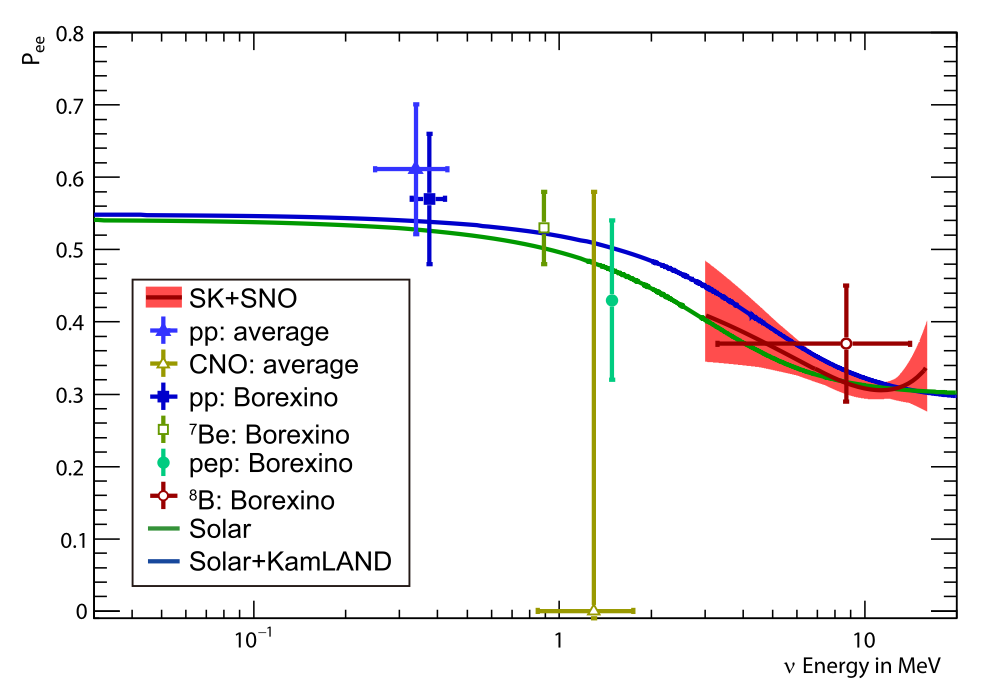 P_ee
0.8
0.7
0.6
0.5
0.4
0.3
0.2
0.1
0
SK+SNO
pp: average
CNO: average
pp: Borexino
⁷Be: Borexino
pep: Borexino
⁸B: Borexino
Solar
Solar+KamLAND
10⁻¹ 1 10
ν Energy in MeV